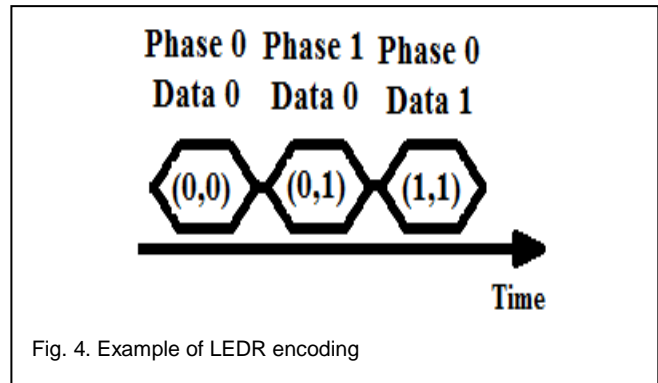 Phase 0 Phase 1 Phase 0
Data 0 Data 0 Data 1
(0,0) (0,1) (1,1)
Time
Fig. 4. Example of LEDR encoding